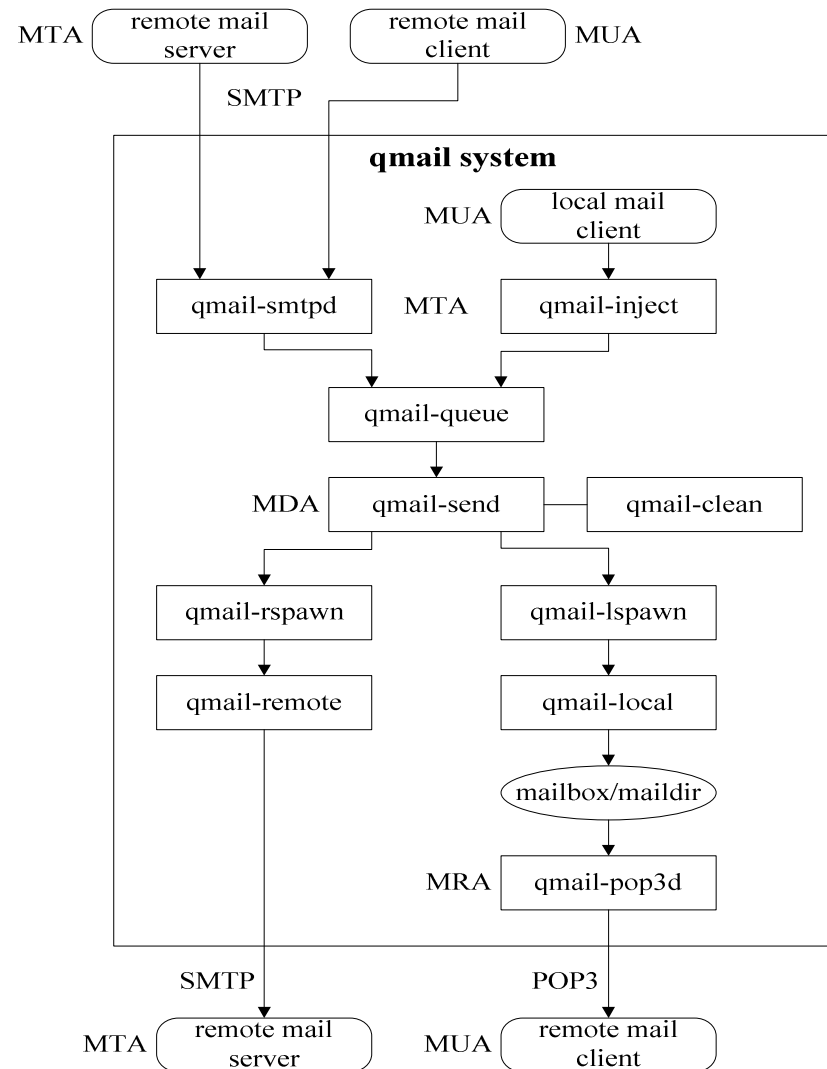 MTA
remote mail
server
remote mail
client
MUA
SMTP
qmail system
MUA
local mail
client
qmail-smtpd
MTA
qmail-inject
qmail-queue
MDA
qmail-send
qmail-clean
qmail-rspawn
qmail-lspawn
qmail-remote
qmail-local
mailbox/maildir
MRA
qmail-pop3d
SMTP
POP3
MTA
remote mail
server
MUA
remote mail
client